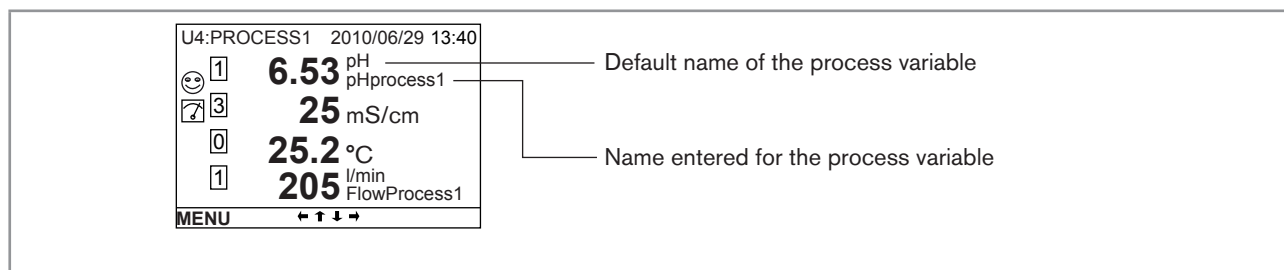 U4:PROCESS1 2010/06/29 13:40
1 6.53 pH
pHprocess1
3 25 mS/cm
0 25.2 °C
1 205 l/min
FlowProcess1
MENU
Default name of the process variable
Name entered for the process variable